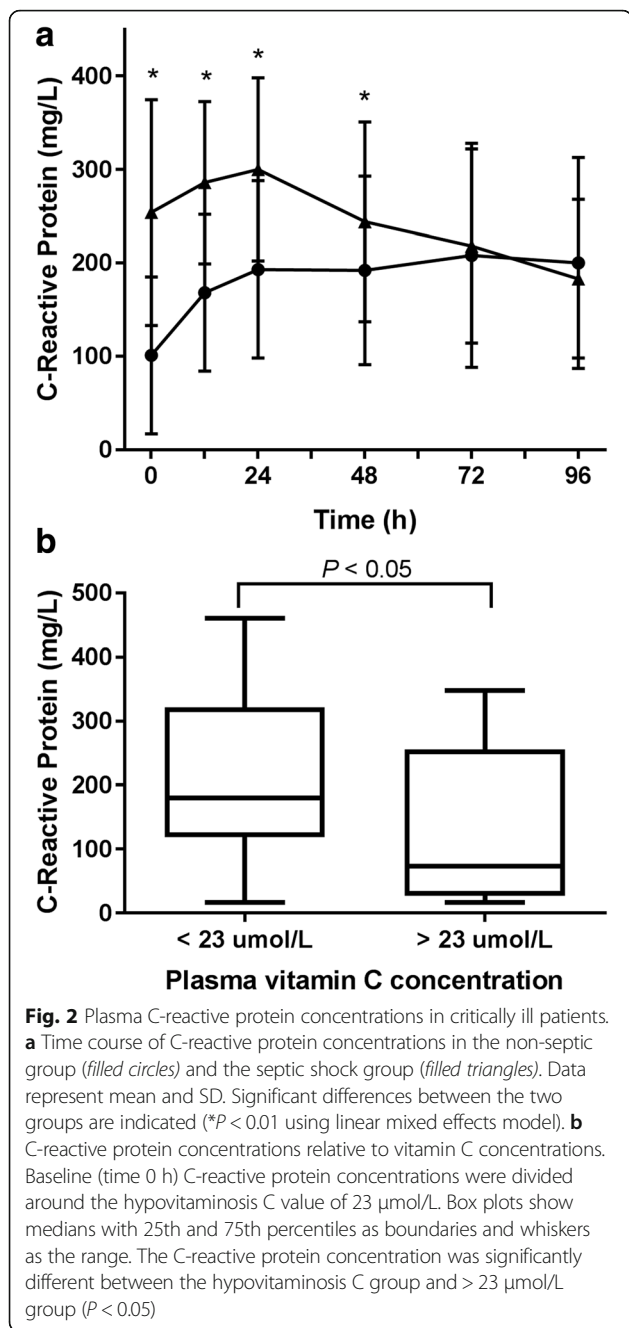 a
* * * *
400
300
200
100
0
C-Reactive Protein (mg/L)
0 24 48 72 96
Time (h)
b
P < 0.05
500
400
300
200
100
0
C-Reactive Protein (mg/L)
< 23 umol/L > 23 umol/L
Plasma vitamin C concentration
Fig. 2 Plasma C-reactive protein concentrations in critically ill patients.
a Time course of C-reactive protein concentrations in the non-septic
group (filled circles) and the septic shock group (filled triangles). Data
represent mean and SD. Significant differences between the two
groups are indicated (*P < 0.01 using linear mixed effects model). b
C-reactive protein concentrations relative to vitamin C concentrations.
Baseline (time 0 h) C-reactive protein concentrations were divided
around the hypovitaminosis C value of 23 μmol/L. Box plots show
medians with 25th and 75th percentiles as boundaries and whiskers
as the range. The C-reactive protein concentration was significantly
different between the hypovitaminosis C group and > 23 μmol/L
group (P < 0.05)